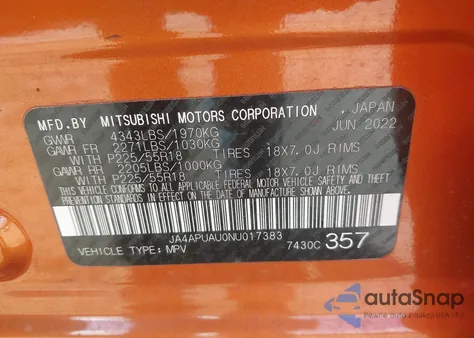 MFD.BY MITSUBISHI MOTORS CORPORATION JAPAN
GVWR 4343LBS/1970KG JUN 2022
GAWR FR 2271LBS/1030KG
WITH P225/55R18 TIRES 18X7.0J RIMS
GAWR RR 2205LBS/1000KG
WITH P225/55R18 TIRES 18X7.0J RIMS
THIS VEHICLE CONFORMS TO ALL APPLICABLE FEDERAL MOTOR VEHICLE
SAFETY AND THEFT PREVENTION STANDARDS IN EFFECT ON THE DATE
OF MANUFACTURE SHOWN ABOVE.
JA4APUAU0NU017383
VEHICLE TYPE: MPV 7430C 357
autoSnap